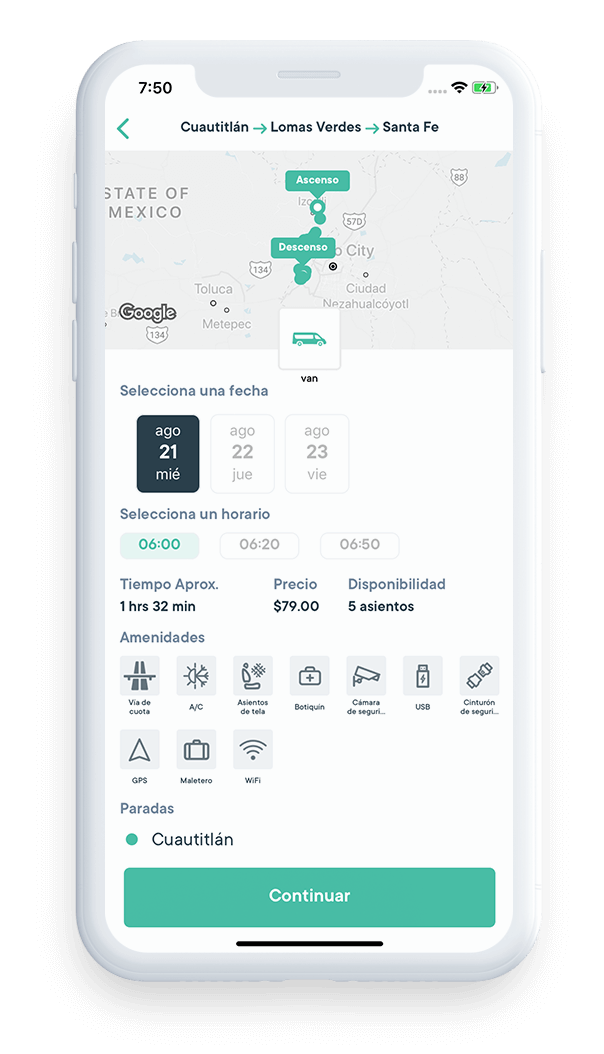 7:50
Cuautitlán → Lomas Verdes → Santa Fe
88
STATE OF
MEXICO
Ascenso
57D
Descenso
o City
134
Toluca
Ciudad
Nezahualcóyotl
Google
Metepec
134
van
Selecciona una fecha
ago ago ago
21 22 23
mié jue vie
Selecciona un horario
06:00 06:20 06:50
Tiempo Aprox. Precio Disponibilidad
1 hrs 32 min $79.00 5 asientos
Amenidades
Vía de cuota
A/C
Asientos de tela
Botiquin
Cámara de seguri...
USB
Cinturón de seguri...
GPS Maletero WiFi
Paradas
Cuautitlán
Continuar